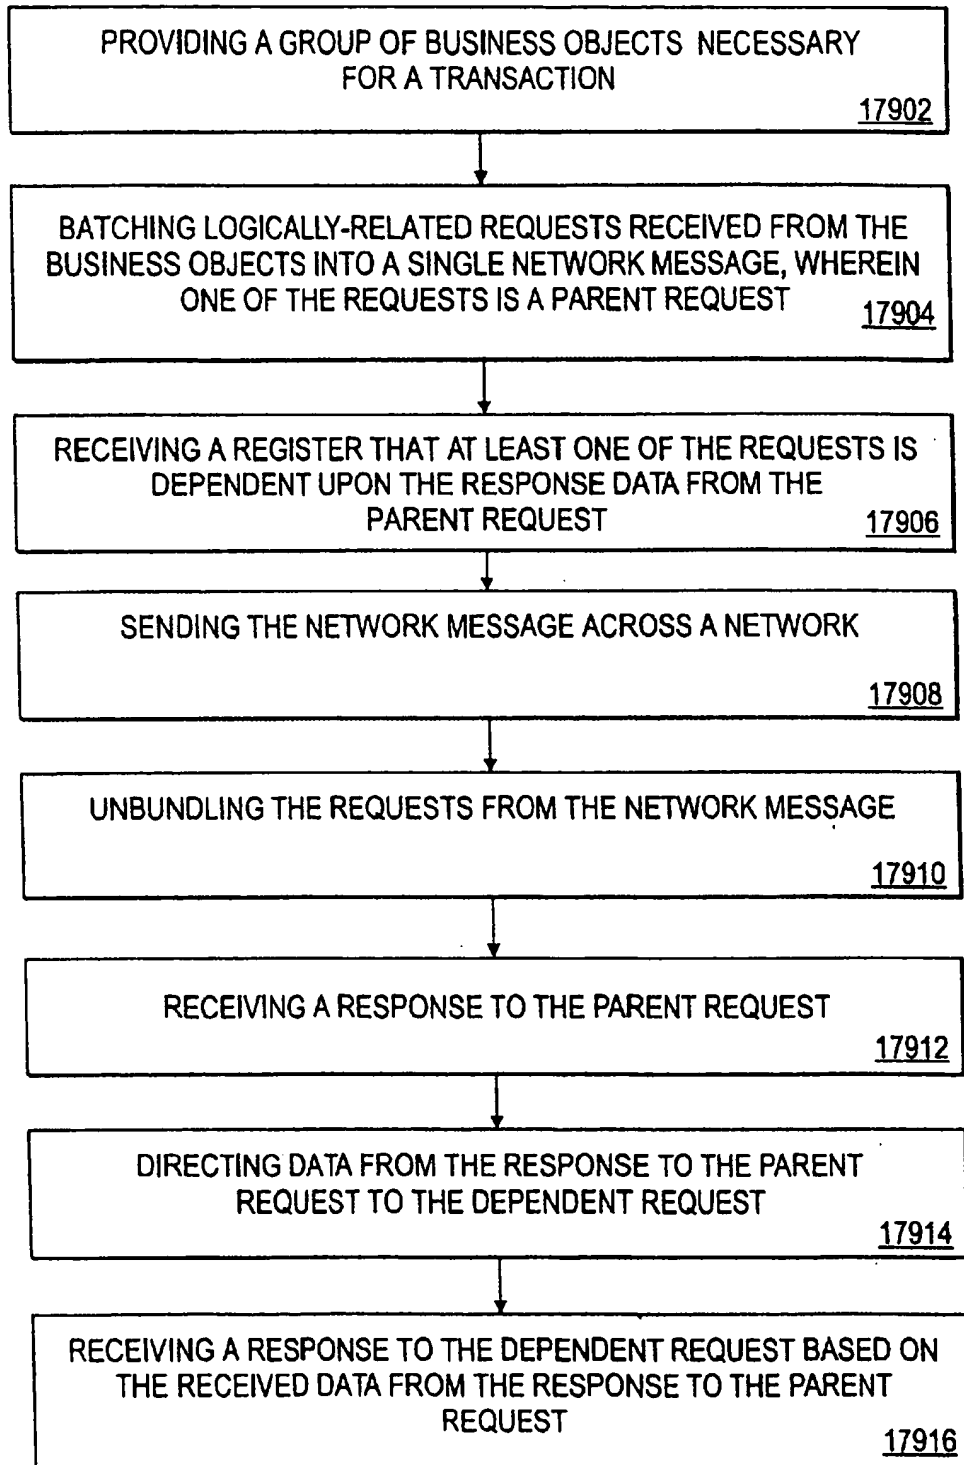 PROVIDING A GROUP OF BUSINESS OBJECTS NECESSARY
FOR A TRANSACTION
17902
BATCHING LOGICALLY-RELATED REQUESTS RECEIVED FROM THE
BUSINESS OBJECTS INTO A SINGLE NETWORK MESSAGE, WHEREIN
ONE OF THE REQUESTS IS A PARENT REQUEST
17904
RECEIVING A REGISTER THAT AT LEAST ONE OF THE REQUESTS IS
DEPENDENT UPON THE RESPONSE DATA FROM THE
PARENT REQUEST
17906
SENDING THE NETWORK MESSAGE ACROSS A NETWORK
17908
UNBUNDLING THE REQUESTS FROM THE NETWORK MESSAGE
17910
RECEIVING A RESPONSE TO THE PARENT REQUEST
17912
DIRECTING DATA FROM THE RESPONSE TO THE PARENT
REQUEST TO THE DEPENDENT REQUEST
17914
RECEIVING A RESPONSE TO THE DEPENDENT REQUEST BASED ON
THE RECEIVED DATA FROM THE RESPONSE TO THE PARENT
REQUEST
17916